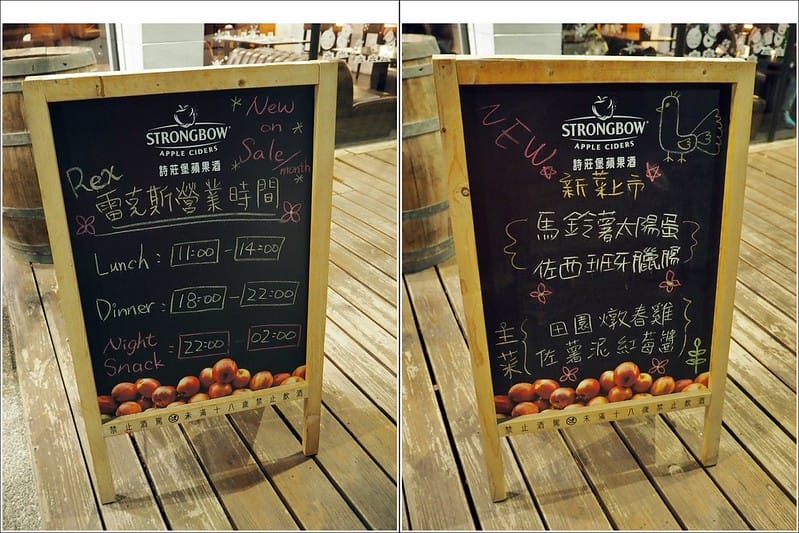 STRONGBOW
APPLE CIDERS
詩莊堡蘋果酒
New
on
Sale/month
Rex
雷克斯營業時間
Lunch: 11:00 - 14:00
Dinner: 18:00 - 22:00
Night
Snack: 22:00 - 02:00
禁止酒駕 未滿十八歲禁止飲酒
STRONGBOW
APPLE CIDERS
詩莊堡蘋果酒
NEW
新菜上市
馬鈴薯太陽蛋
佐西班牙臘腸
主菜
田園燉春雞
佐薯泥紅莓醬
禁止酒駕 未滿十八歲禁止飲酒